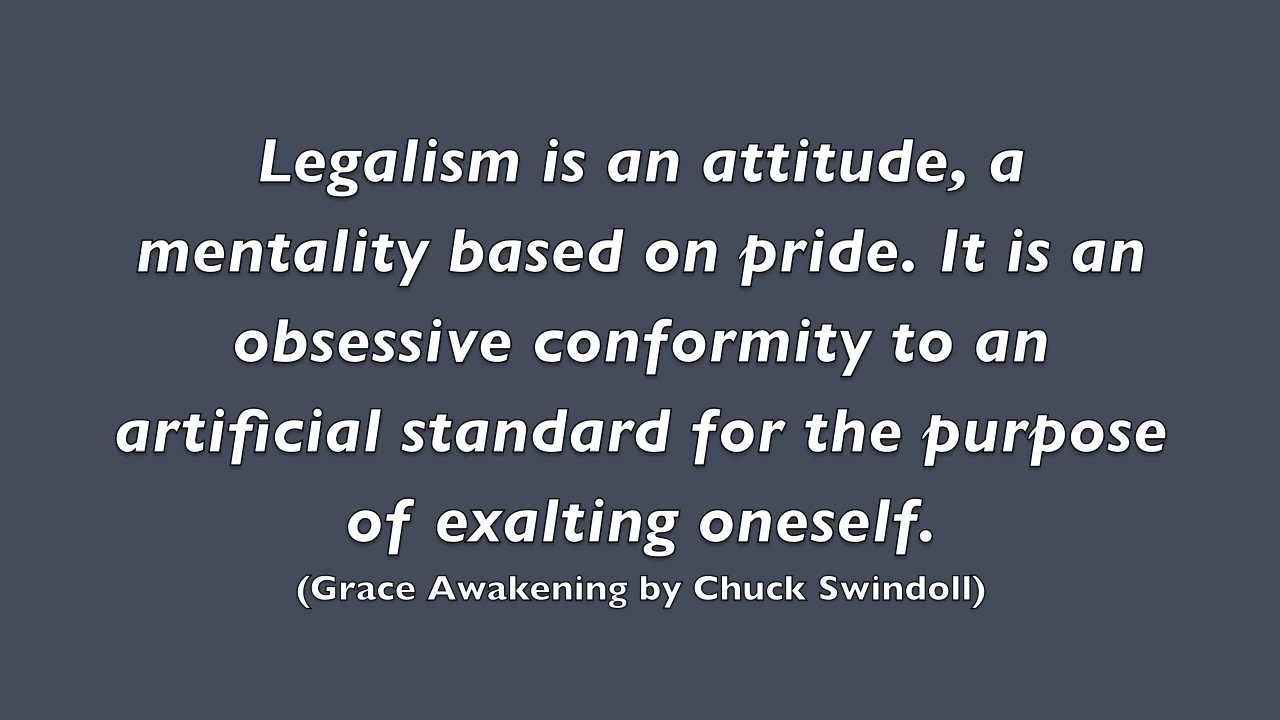 Legalism is an attitude, a
mentality based on pride. It is an
obsessive conformity to an
artificial standard for the purpose
of exalting oneself.
(Grace Awakening by Chuck Swindoll)